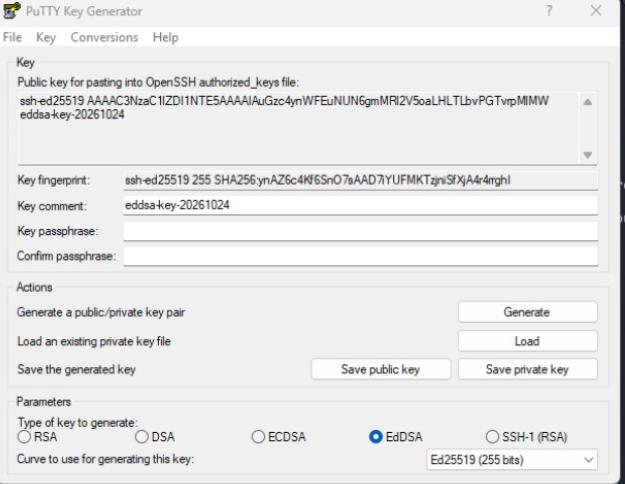 PuTTY Key Generator
File Key Conversions Help
Key
Public key for pasting into OpenSSH authorized_keys file:
ssh-ed25519
eddsa-key-20261024
Key fingerprint: ssh-ed25519 255
Key comment: eddsa-key-20261024
Key passphrase:
Confirm passphrase:
Actions
Generate a public/private key pair Generate
Load an existing private key file Load
Save the generated key Save public key Save private key
Parameters
Type of key to generate:
RSA DSA ECDSA EdDSA SSH-1 (RSA)
Curve to use for generating this key: Ed25519 (255 bits)